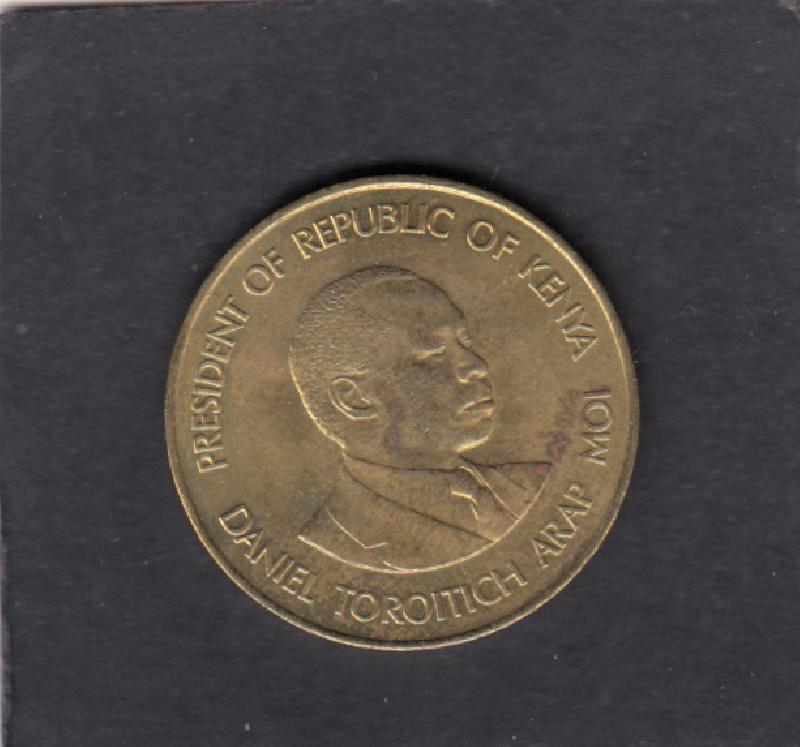 PRESIDENT OF REPUBLIC OF KENYA
DANIEL TOROITICH ARAP MOI